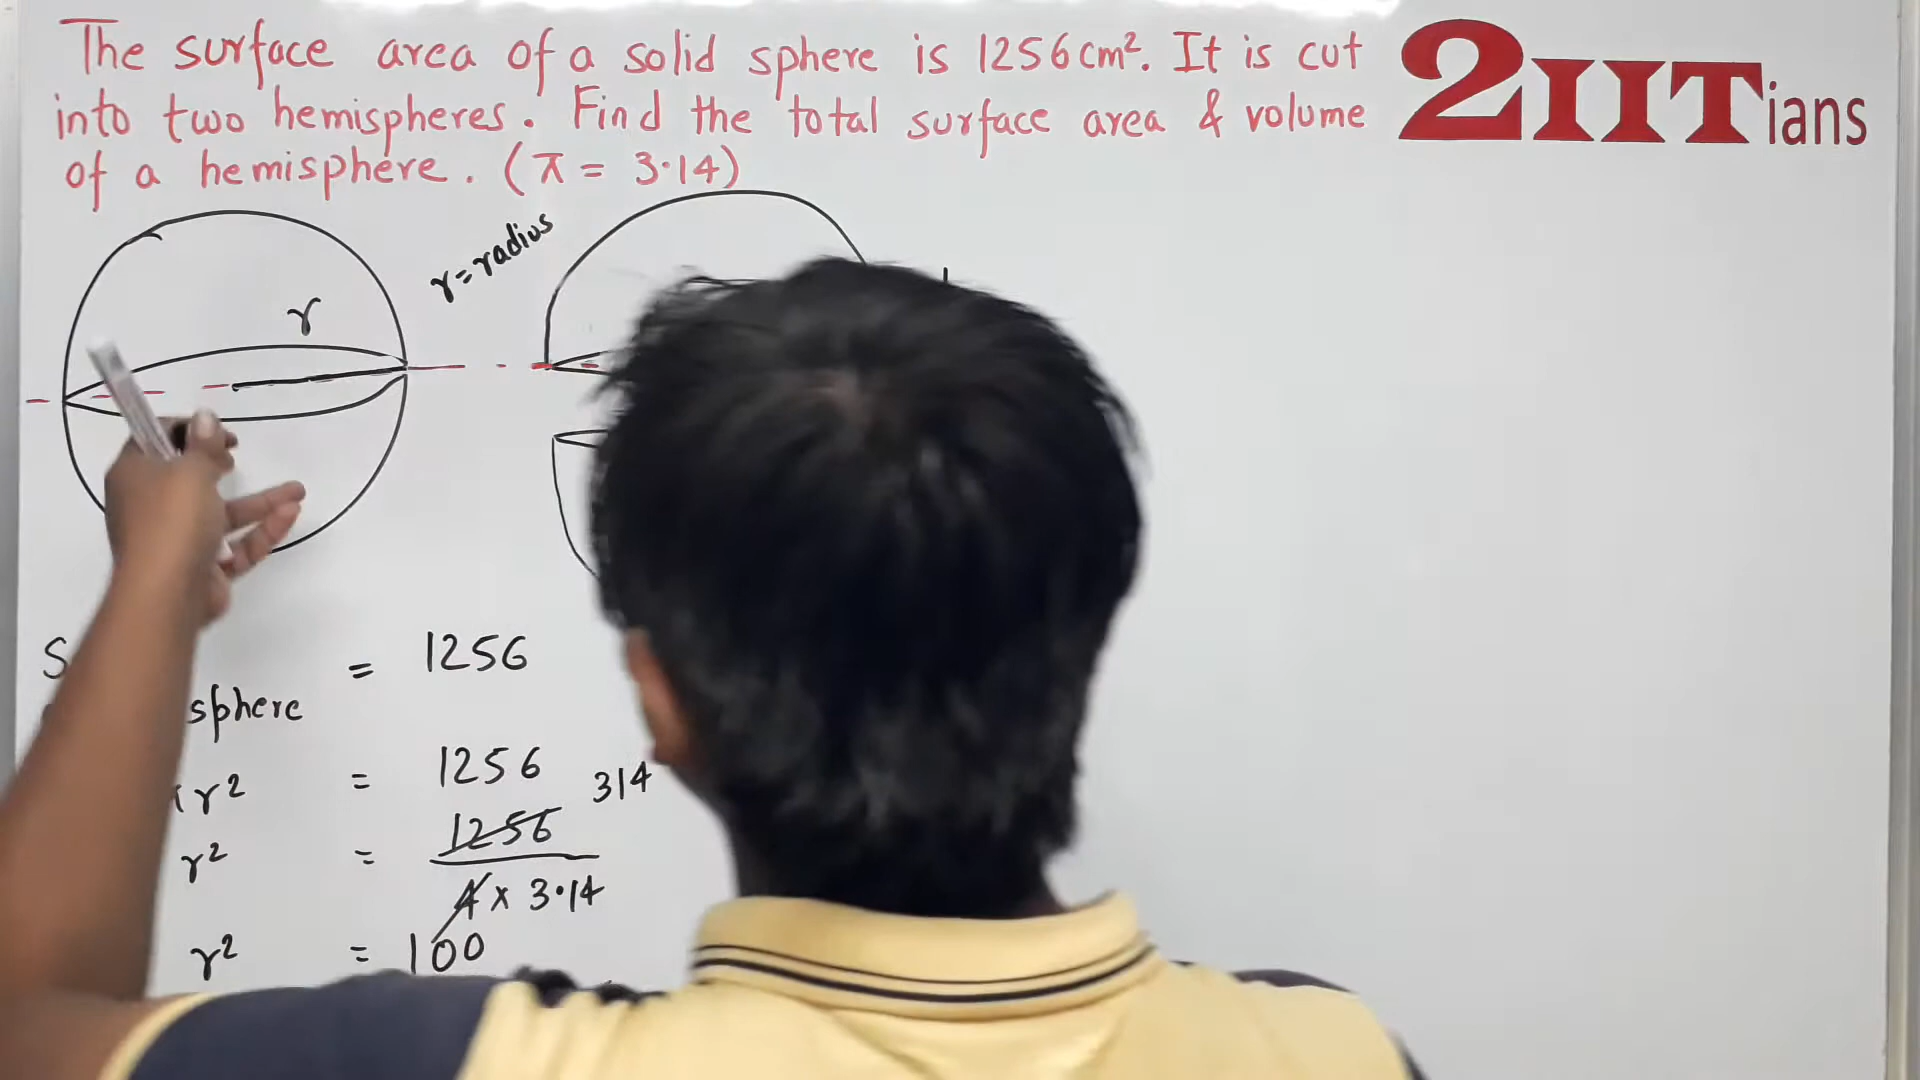 The surface area of a solid sphere is 1256 cm². It is cut
into two hemispheres. Find the total surface area & volume
of a hemisphere. (π = 3.14)
2IITians
r = radius
r
= 1256
sphere
r² = 1256
314
r² = 1256
4 x 3.14
r² = 100